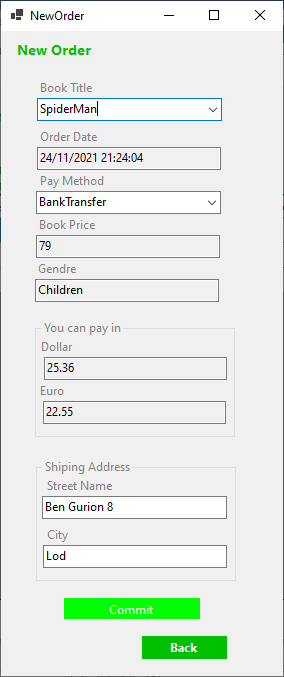 NewOrder
New Order
Book Title
SpiderMan
Order Date
24/11/2021 21:24:04
Pay Method
BankTransfer
Book Price
79
Gendre
Children
You can pay in
Dollar
25.36
Euro
22.55
Shiping Address
Street Name
Ben Gurion 8
City
Lod
Commit
Back